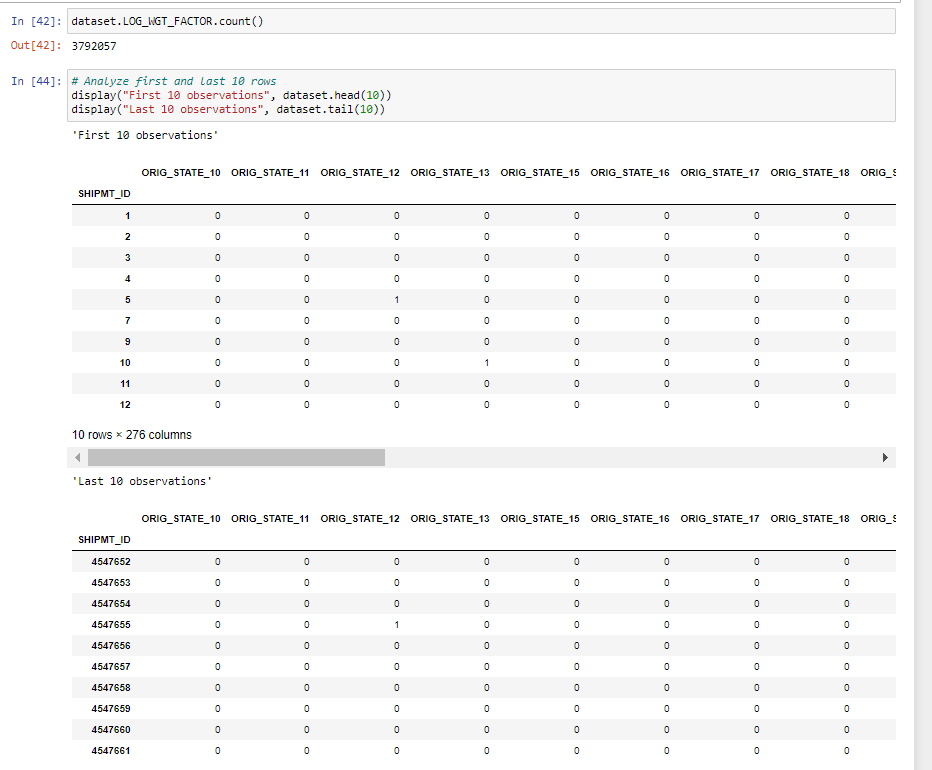 In [42]: dataset.LOG_WGT_FACTOR.count()
Out[42]: 3792057
In [44]: # Analyze first and last 10 rows
display("First 10 observations", dataset.head(10))
display("Last 10 observations", dataset.tail(10))
'First 10 observations'
ORIG_STATE_10 ORIG_STATE_11 ORIG_STATE_12 ORIG_STATE_13 ORIG_STATE_15 ORIG_STATE_16 ORIG_STATE_17 ORIG_STATE_18 ORIG_S
SHIPMT_ID
1 0 0 0 0 0 0 0 0
2 0 0 0 0 0 0 0 0
3 0 0 0 0 0 0 0 0
4 0 0 0 0 0 0 0 0
5 0 0 1 0 0 0 0 0
7 0 0 0 0 0 0 0 0
9 0 0 0 0 0 0 0 0
10 0 0 0 1 0 0 0 0
11 0 0 0 0 0 0 0 0
12 0 0 0 0 0 0 0 0
10 rows × 276 columns
'Last 10 observations'
ORIG_STATE_10 ORIG_STATE_11 ORIG_STATE_12 ORIG_STATE_13 ORIG_STATE_15 ORIG_STATE_16 ORIG_STATE_17 ORIG_STATE_18 ORIG_S
SHIPMT_ID
4547652 0 0 0 0 0 0 0 0
4547653 0 0 0 0 0 0 0 0
4547654 0 0 0 0 0 0 0 0
4547655 0 0 1 0 0 0 0 0
4547656 0 0 0 0 0 0 0 0
4547657 0 0 0 0 0 0 0 0
4547658 0 0 0 0 0 0 0 0
4547659 0 0 0 0 0 0 0 0
4547660 0 0 0 0 0 0 0 0
4547661 0 0 0 0 0 0 0 0